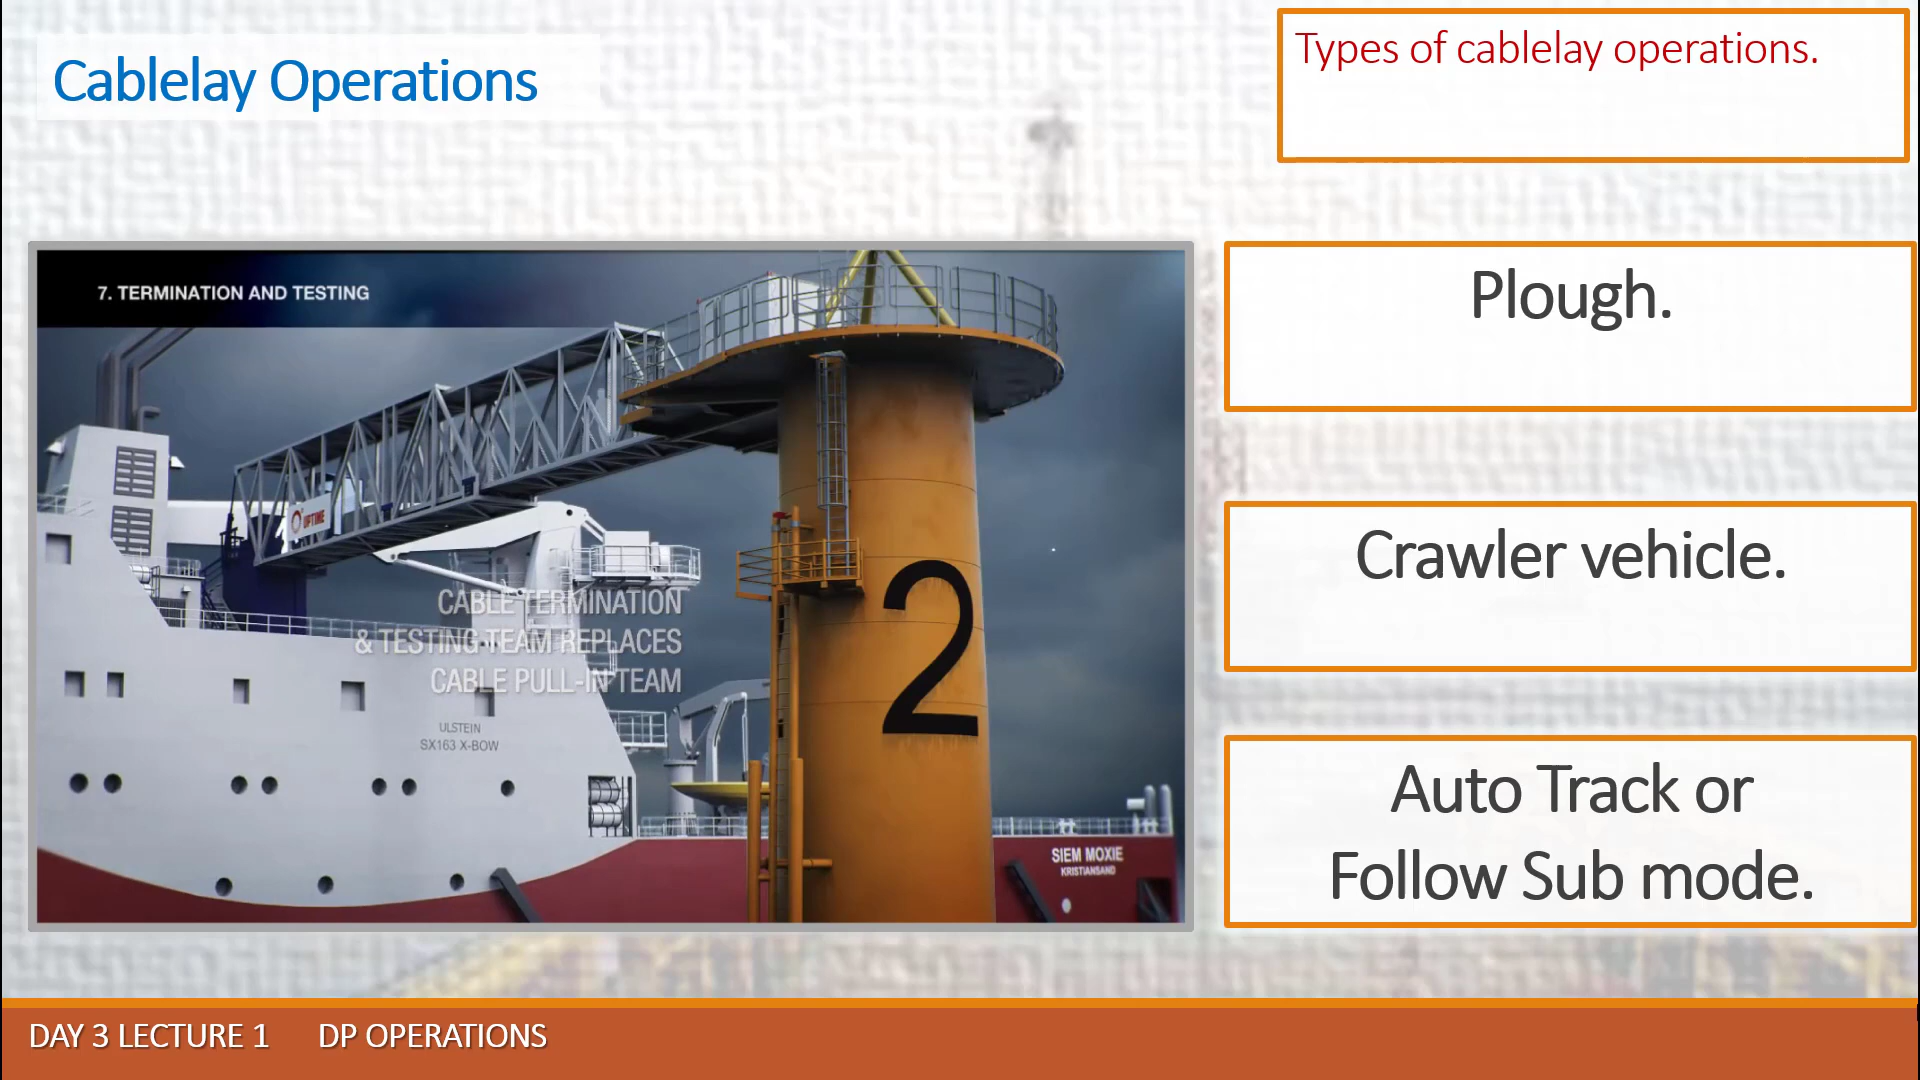 Cablelay Operations
Types of cablelay operations.
7. TERMINATION AND TESTING
UPTIME
CABLE TERMINATION
& TESTING TEAM REPLACES
CABLE PULL-IN TEAM
ULSTEIN
SX163 X-BOW
2
SIEM MOXIE
KRISTIANSAND
Plough.
Crawler vehicle.
Auto Track or
Follow Sub mode.
DAY 3 LECTURE 1 DP OPERATIONS